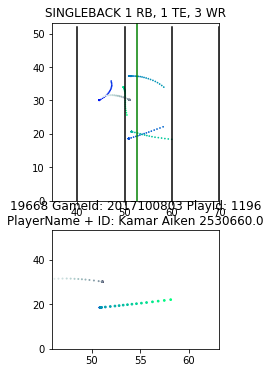 SINGLEBACK 1 RB, 1 TE, 3 WR
50
40
30
20
10
0
40 50 60 70
19668 GameId: 2017100803 PlayId: 1196
PlayerName + ID: Kamar Aiken 2530660.0
40
20
0
50 55 60